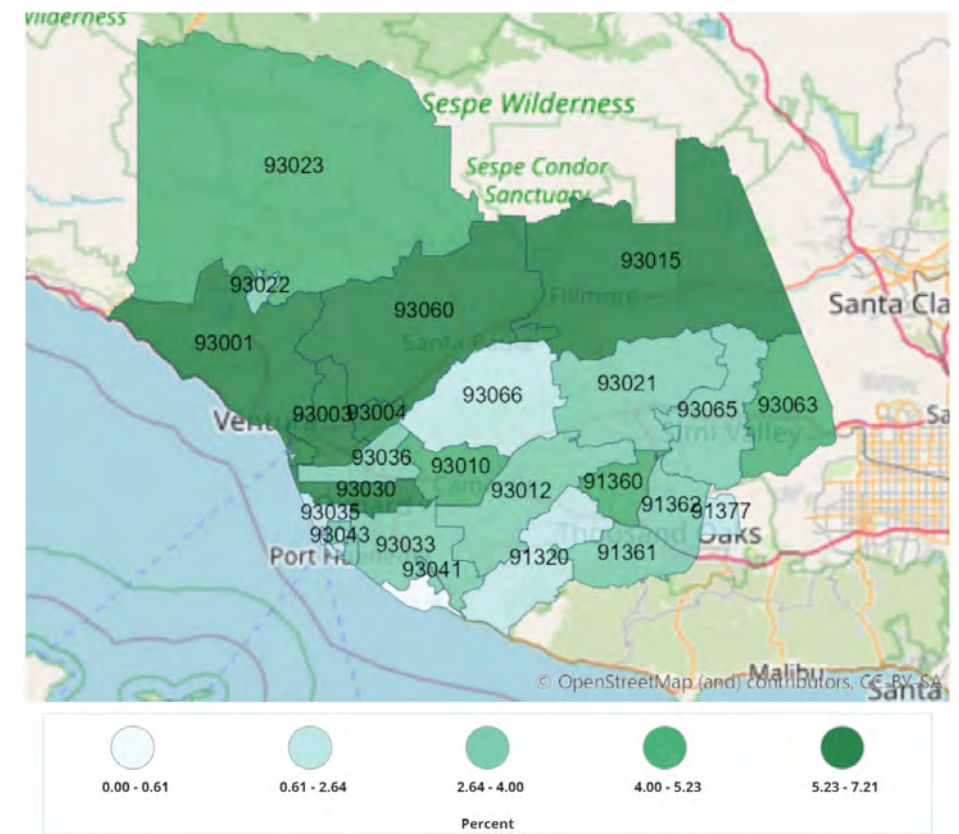 Wilderness
Sespe Wilderness
93023
Sespe Condor
Sanctuary
93015
93022
Fillmore
Santa Cla
93060
93001
Santa Paula
93021
93066
93065
93063
93003
93004
Ventura
Sa
imi Valley
93036
93010
93030
93012
91360
93035
91362
91377
93043
Thousand Oaks
93033
91361
Port Hueneme
91320
93041
Malibu
© OpenStreetMap (and) contributors, CC-BY-SA
Santa
0.00 - 0.61
0.61 - 2.64
2.64 - 4.00
4.00 - 5.23
5.23 - 7.21
Percent